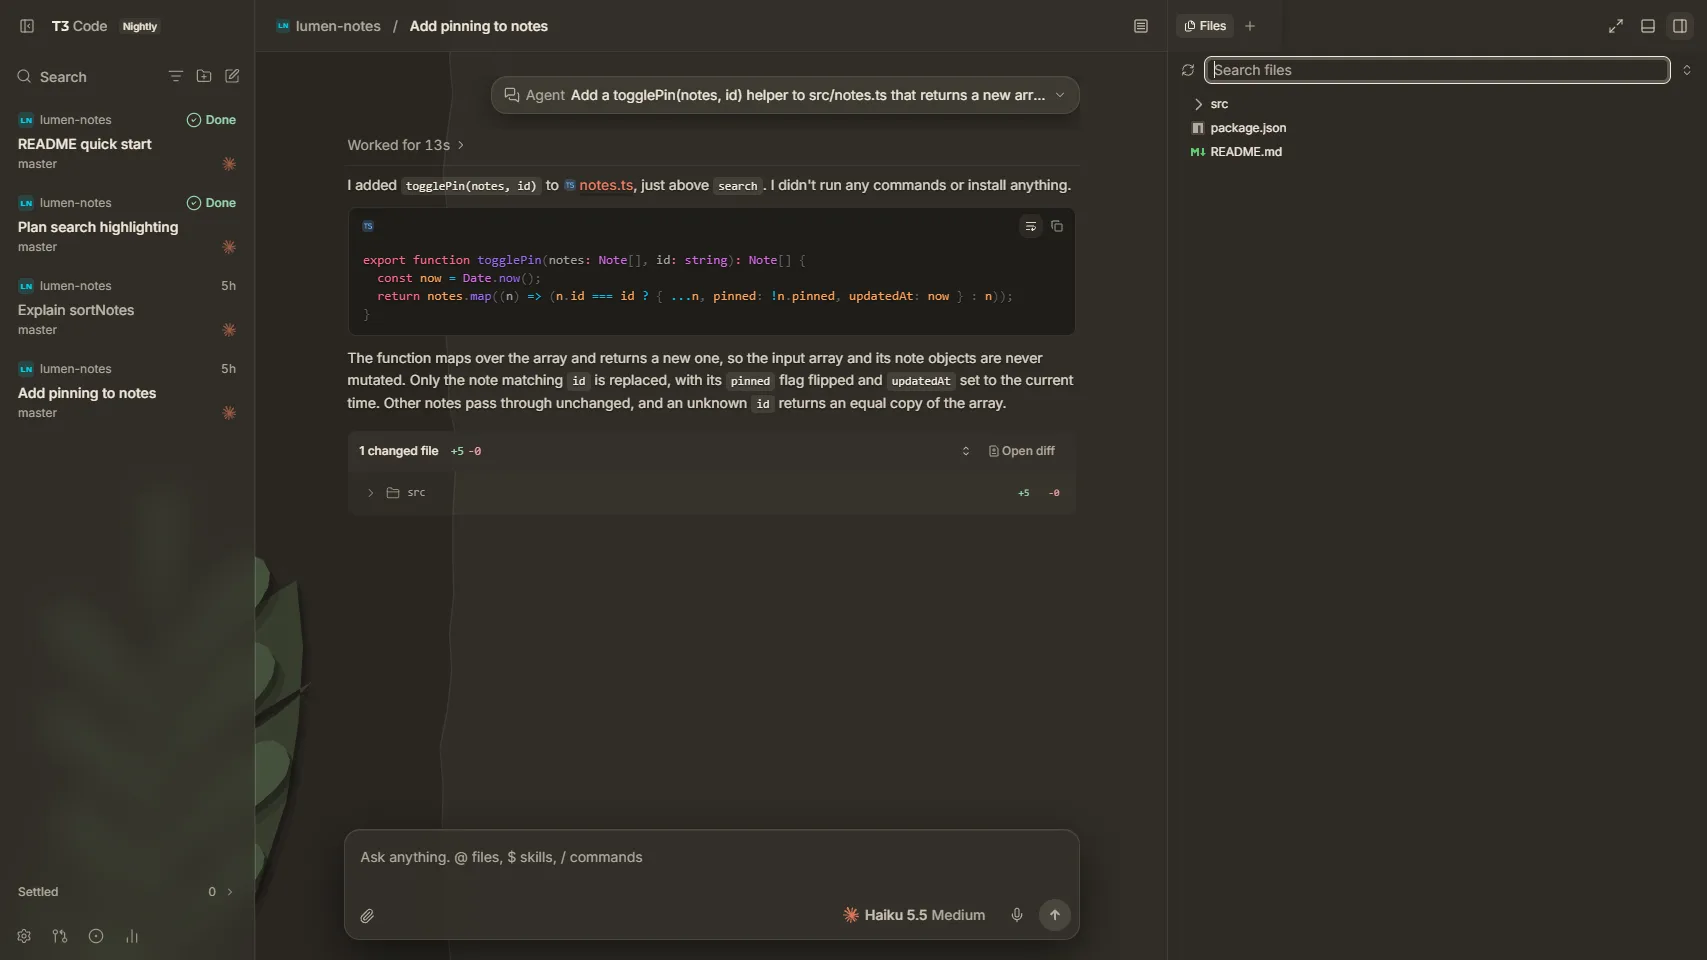 T3 Code Nightly
Search
LN lumen-notes Done
README quick start
master
LN lumen-notes Done
Plan search highlighting
master
LN lumen-notes 5h
Explain sortNotes
master
LN lumen-notes 5h
Add pinning to notes
master
Settled 0
LN lumen-notes / Add pinning to notes
Agent Add a togglePin(notes, id) helper to src/notes.ts that returns a new arr...
Worked for 13s
I added togglePin(notes, id) to TS notes.ts, just above search. I didn't run any commands or install anything.
TS
export function togglePin(notes: Note[], id: string): Note[] {
const now = Date.now();
return notes.map((n) => (n.id === id ? { ...n, pinned: !n.pinned, updatedAt: now } : n));
}
The function maps over the array and returns a new one, so the input array and its note objects are never
mutated. Only the note matching id is replaced, with its pinned flag flipped and updatedAt set to the current
time. Other notes pass through unchanged, and an unknown id returns an equal copy of the array.
1 changed file +5 -0 Open diff
src +5 -0
Ask anything. @ files, $ skills, / commands
Haiku 5.5 Medium
Files
Search files
src
package.json
M↓ README.md